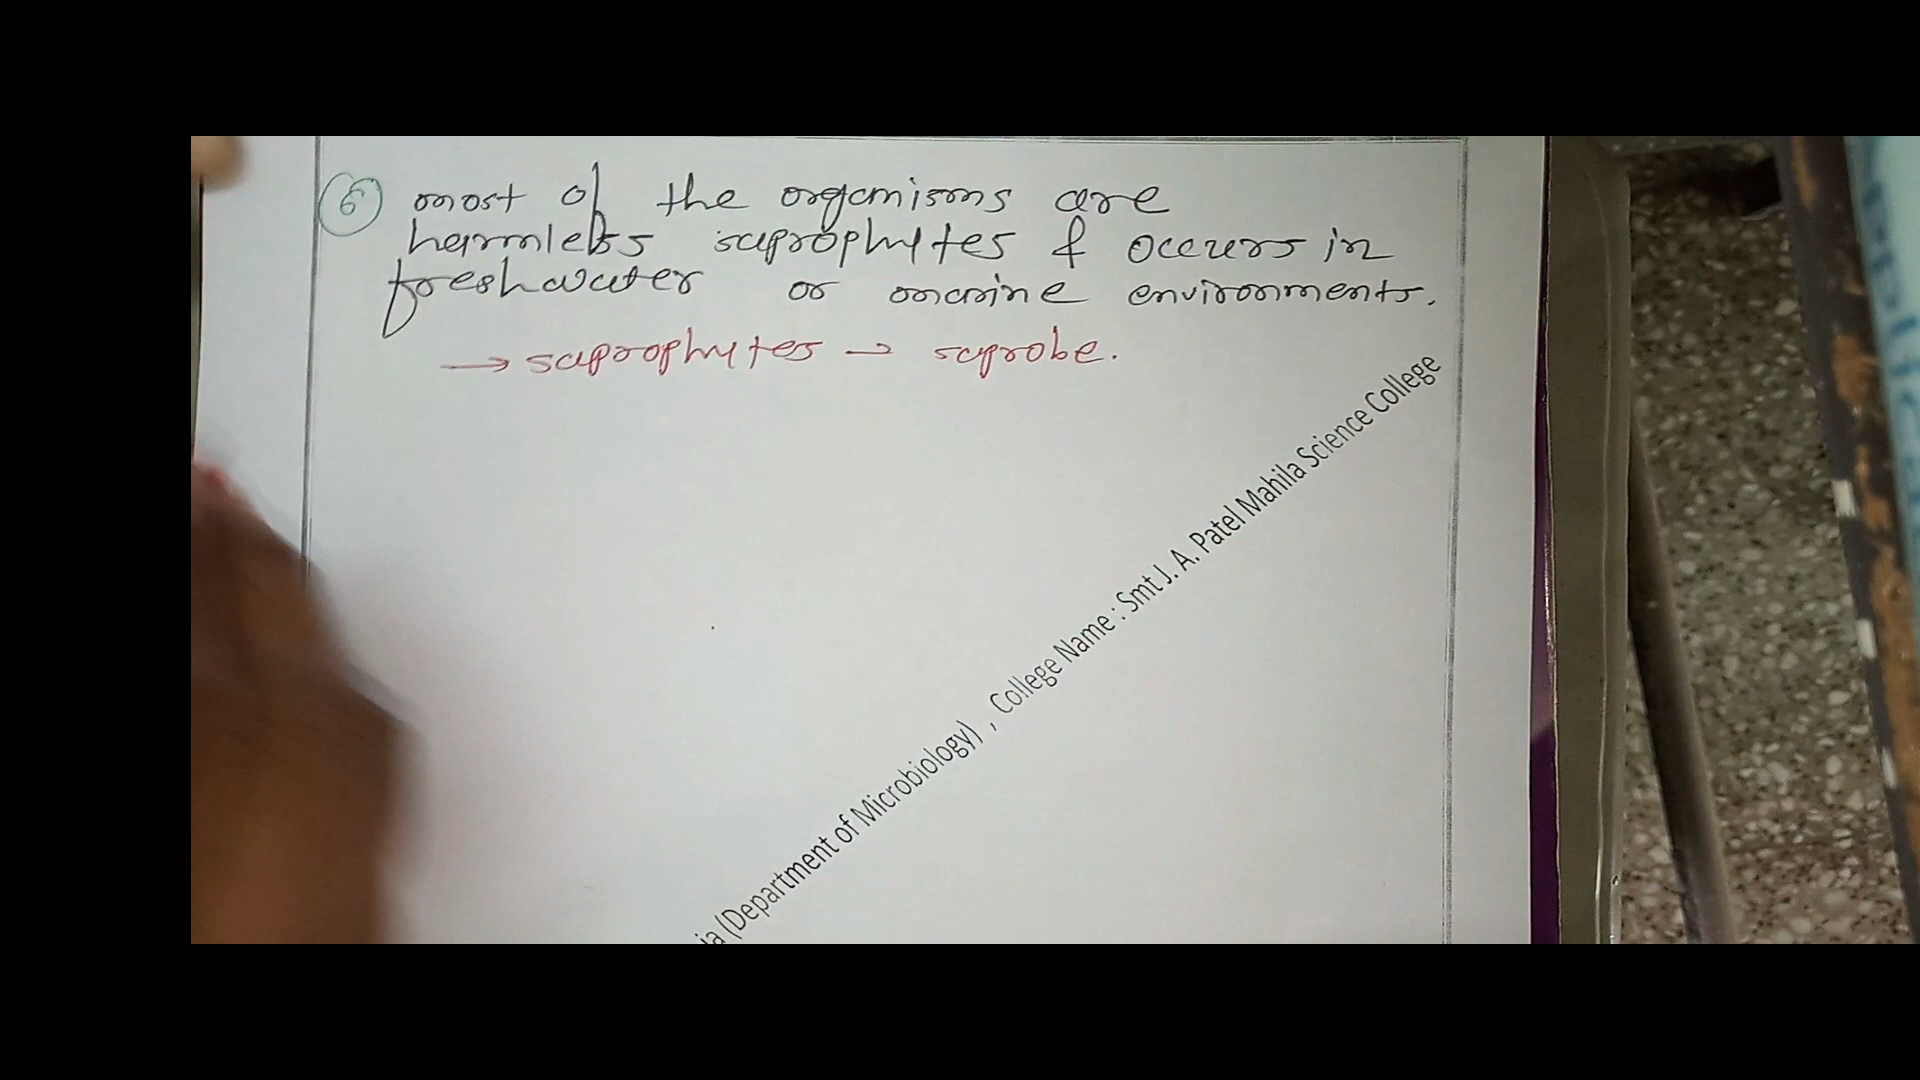 6 most of the organisms are
harmless saprophytes & occurs in
freshwater or marine environments.
→ saprophytes → saprobe.
(Department of Microbiology) , College Name : Smt J. A. Patel Mahila Science College